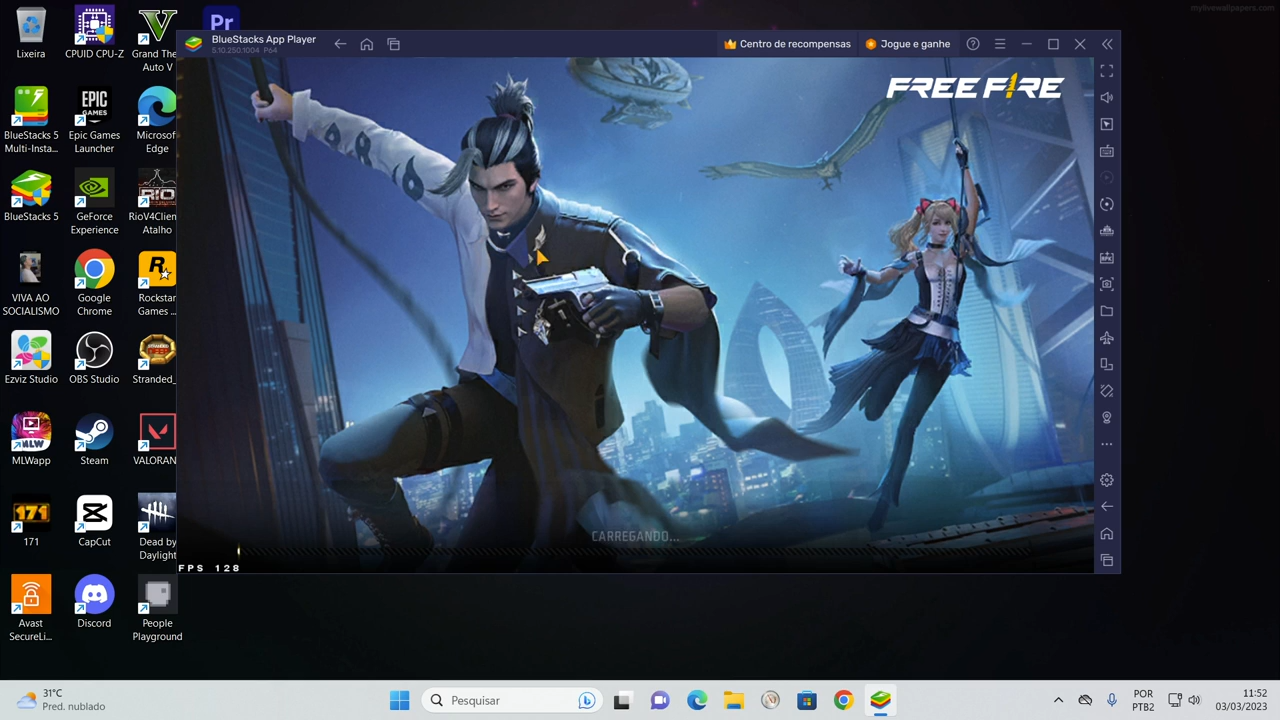 mylivewallpapers.com
Lixeira
CPUID CPU-Z
Grand The...
Auto V
Pr
BlueStacks 5
Multi-Insta...
Epic Games
Launcher
Microsof
Edge
BlueStacks 5
GeForce
Experience
RioV4Clien
Atalho
VIVA AO
SOCIALISMO
Google
Chrome
Rockstar
Games ...
Ezviz Studio
OBS Studio
Stranded_
MLWapp
Steam
VALORAN
171
CapCut
Dead by
Daylight
Avast
SecureLi...
Discord
People
Playground
BlueStacks App Player
5.10.250.1004 P64
Centro de recompensas
Jogue e ganhe
FREE FIRE
CARREGANDO...
FPS 128
31°C
Pred. nublado
Pesquisar
POR
PTB2
11:52
03/03/2023